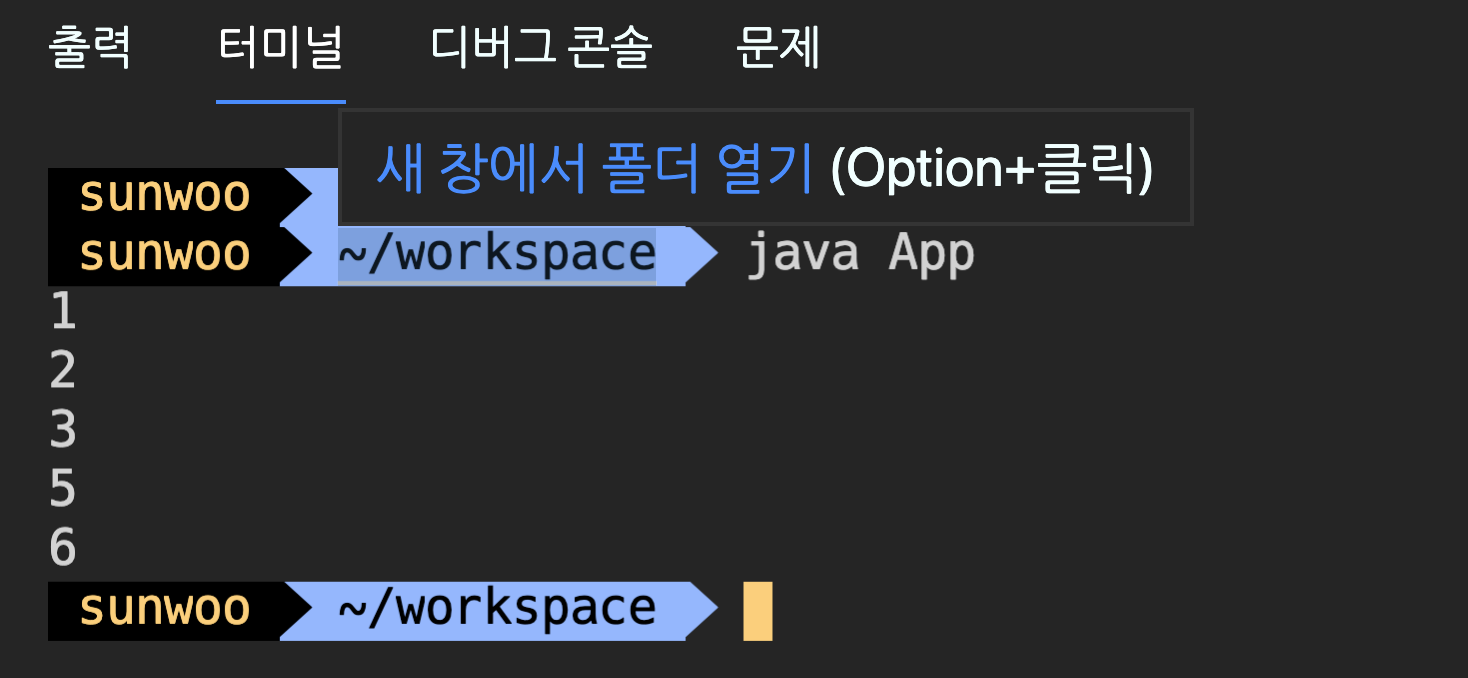 출력 터미널 디버그 콘솔 문제
새 창에서 폴더 열기 (Option+클릭)
sunwoo
sunwoo ~/workspace java App
1
2
3
5
6
sunwoo ~/workspace